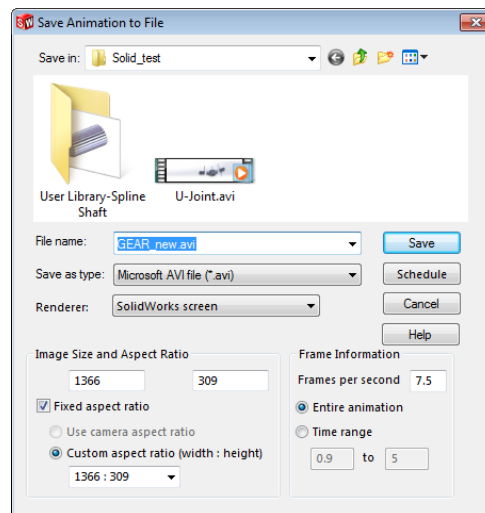 SW Save Animation to File
Save in: Solid_test
User Library-Spline
Shaft
U-Joint.avi
File name: GEAR_new.avi Save
Save as type: Microsoft AVI file (*.avi) Schedule
Renderer: SolidWorks screen Cancel
Help
Image Size and Aspect Ratio
1366 309
Fixed aspect ratio
Use camera aspect ratio
Custom aspect ratio (width : height)
1366 : 309
Frame Information
Frames per second 7.5
Entire animation
Time range
0.9 to 5